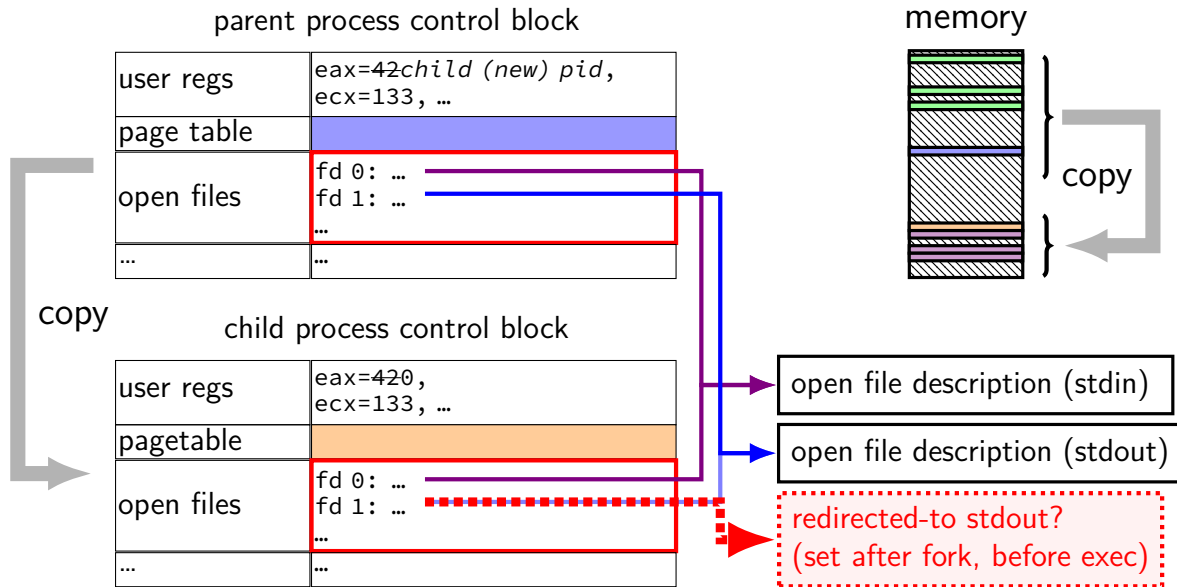 parent process control block
memory
user regs
eax=42child (new) pid,
ecx=133, …
page table
open files
fd 0: …
fd 1: …
…
…
…
copy
copy
child process control block
user regs
eax=420,
ecx=133, …
pagetable
open files
fd 0: …
fd 1: …
…
…
…
open file description (stdin)
open file description (stdout)
redirected-to stdout?
(set after fork, before exec)